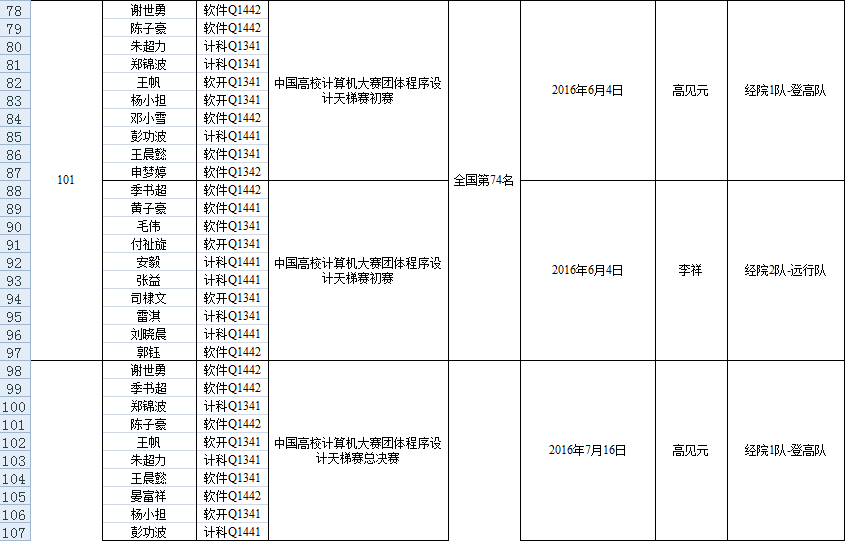 78 谢世勇 软件Q1442
79 陈子豪 软件Q1442
80 朱超力 计科Q1341
81 郑锦波 计科Q1341
82 王帆 软开Q1341 中国高校计算机大赛团体程序设 2016年6月4日 高见元 经院1队-登高队
83 杨小担 软开Q1341 计天梯赛初赛
84 邓小雪 软件Q1442
85 彭功波 计科Q1441
86 王晨懿 软件Q1341
87 申梦婷 软件Q1342
101 全国第74名
88 季书超 软件Q1442
89 黄子豪 软件Q1441
90 毛伟 软件Q1341
91 付祉旋 软开Q1341
92 安毅 计科Q1441 中国高校计算机大赛团体程序设 2016年6月4日 李祥 经院2队-远行队
93 张益 计科Q1441 计天梯赛初赛
94 司棣文 软开Q1341
95 雷淇 计科Q1341
96 刘晓晨 计科Q1441
97 郭钰 软件Q1442
98 谢世勇 软件Q1442
99 季书超 软件Q1442
100 郑锦波 计科Q1341
101 陈子豪 软件Q1442
102 王帆 软开Q1341 中国高校计算机大赛团体程序设 2016年7月16日 高见元 经院1队-登高队
103 朱超力 计科Q1341 计天梯赛总决赛
104 王晨懿 软件Q1341
105 晏富祥 软件Q1442
106 杨小担 软开Q1341
107 彭功波 计科Q1441